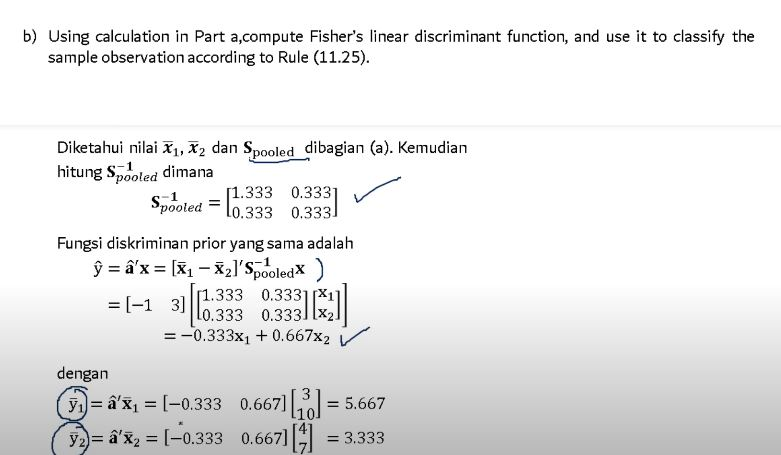 b) Using calculation in Part a,compute Fisher's linear discriminant function, and use it to classify the
sample observation according to Rule (11.25).
Diketahui nilai x̄₁, x̄₂ dan S_pooled dibagian (a). Kemudian
hitung S⁻¹_pooled dimana
S⁻¹_pooled = [1.333 0.333; 0.333 0.333]
Fungsi diskriminan prior yang sama adalah
ŷ = â'x = [x̄₁ − x̄₂]'S⁻¹_pooled x
= [−1 3] [[1.333 0.333; 0.333 0.333] [x₁; x₂]]
= −0.333x₁ + 0.667x₂
dengan
ȳ₁ = â'x̄₁ = [−0.333 0.667] [3; 10] = 5.667
ȳ₂ = â'x̄₂ = [−0.333 0.667] [4; 7] = 3.333